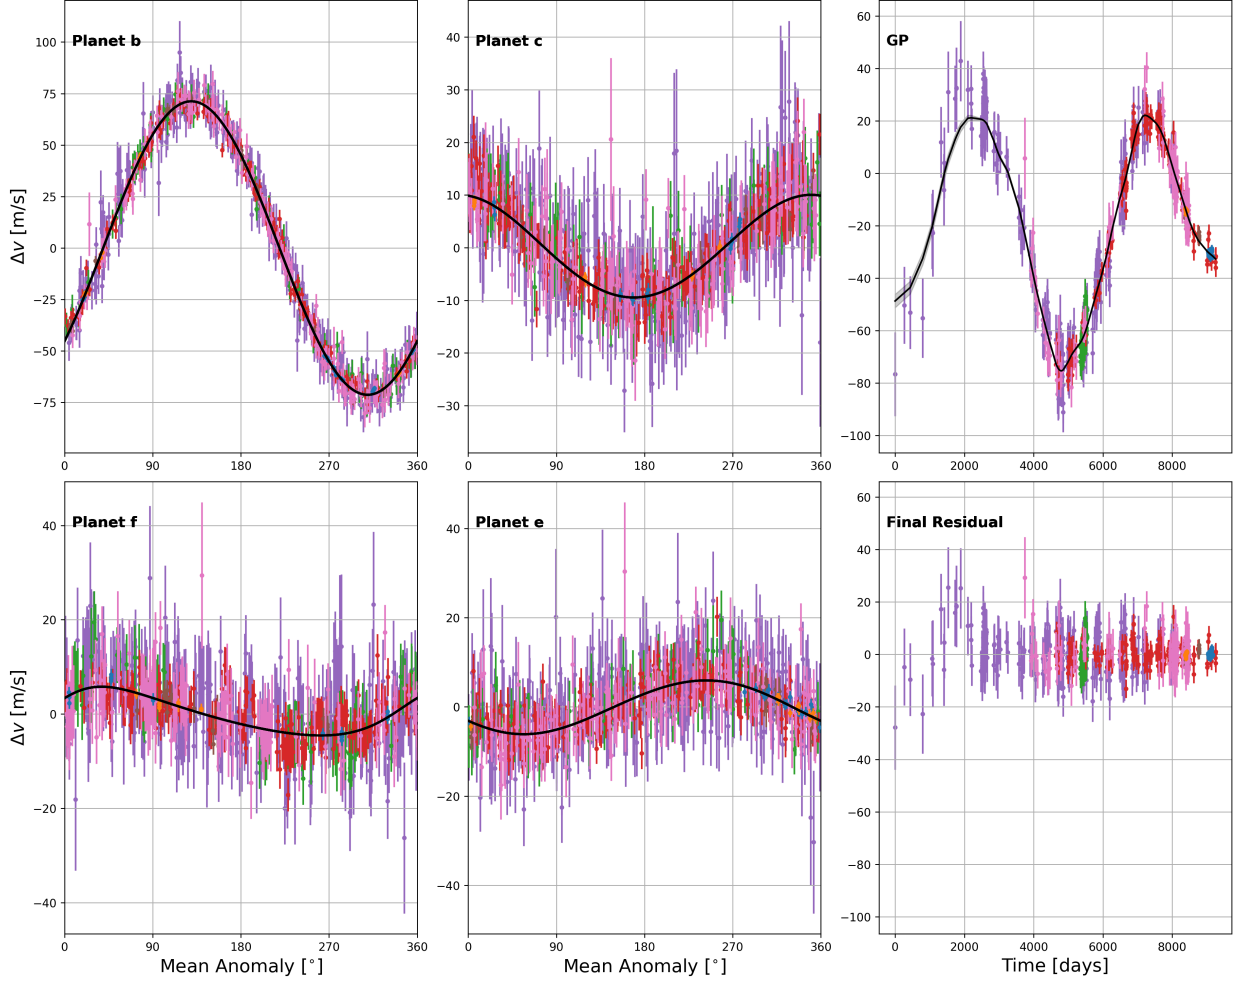 Planet b
100
75
50
25
0
−25
−50
−75
0 90 180 270 360
Δv [m/s]
Planet c
40
30
20
10
0
−10
−20
−30
0 90 180 270 360
GP
60
40
20
0
−20
−40
−60
−80
−100
0 2000 4000 6000 8000
Planet f
40
20
0
−20
−40
0 90 180 270 360
Δv [m/s]
Mean Anomaly [°]
Planet e
40
20
0
−20
−40
0 90 180 270 360
Mean Anomaly [°]
Final Residual
60
40
20
0
−20
−40
−60
−80
−100
0 2000 4000 6000 8000
Time [days]